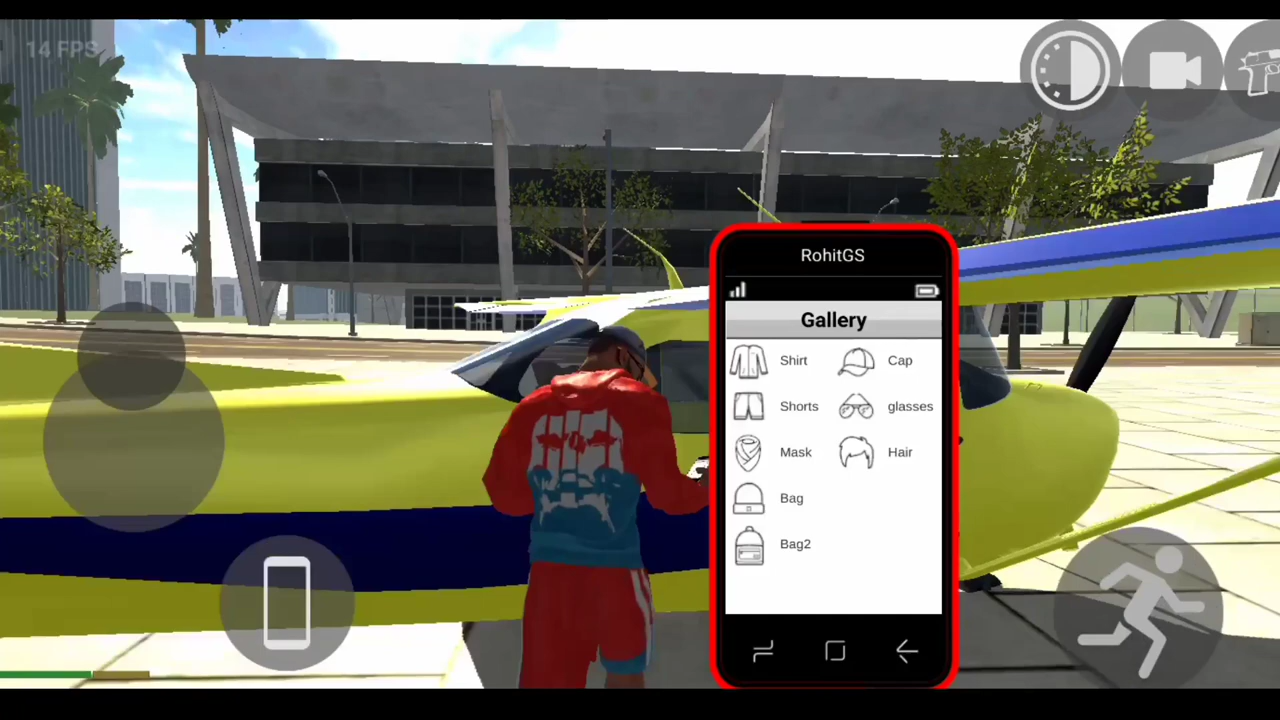 14 FPS
RohitGS
Gallery
Shirt
Cap
Shorts
glasses
Mask
Hair
Bag
Bag2